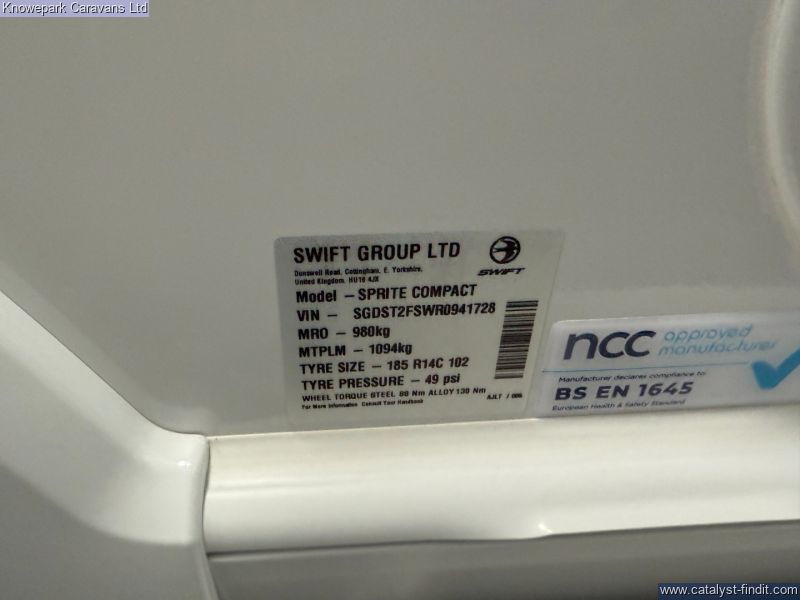 Knowepark Caravans Ltd
SWIFT GROUP LTD
SWIFT
Dunswell Road, Cottingham, E. Yorkshire,
United Kingdom. HU16 4JX
Model – SPRITE COMPACT
VIN – SGDST2FSWR0941728
MRO – 980kg
MTPLM – 1094kg
TYRE SIZE – 185 R14C 102
TYRE PRESSURE – 49 psi
WHEEL TORQUE STEEL 88 Nm ALLOY 130 Nm
For More Information Consult Your Handbook
ncc approved
manufacturer
Manufacturer declares compliance to:
BS EN 1645
European Health & Safety Standard
www.catalyst-findit.com